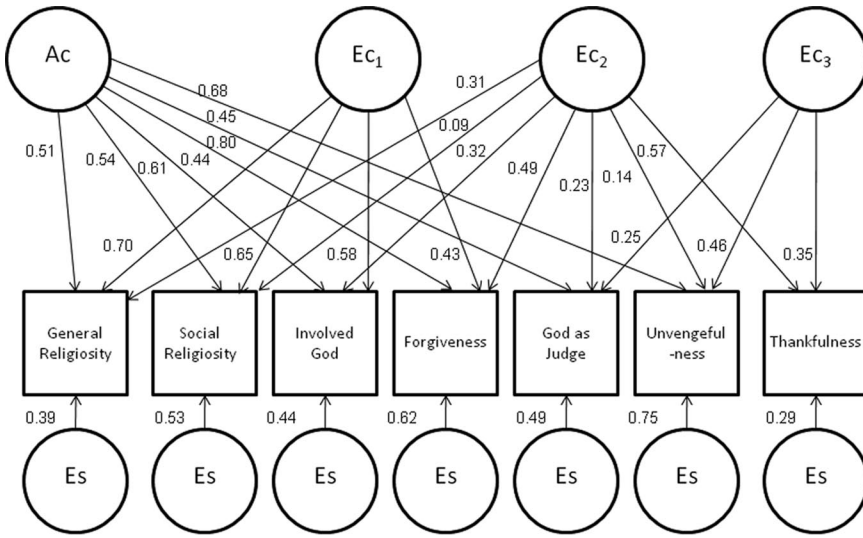 Ac
Ec₁
Ec₂
Ec₃
0.68
0.31
0.45
0.09
0.51
0.54
0.61
0.44
0.80
0.32
0.49
0.23
0.14
0.57
0.70
0.65
0.58
0.43
0.25
0.46
0.35
General
Religiosity
Social
Religiosity
Involved
God
Forgiveness
God as
Judge
Unvengeful
-ness
Thankfulness
0.39
0.53
0.44
0.62
0.49
0.75
0.29
Es
Es
Es
Es
Es
Es
Es